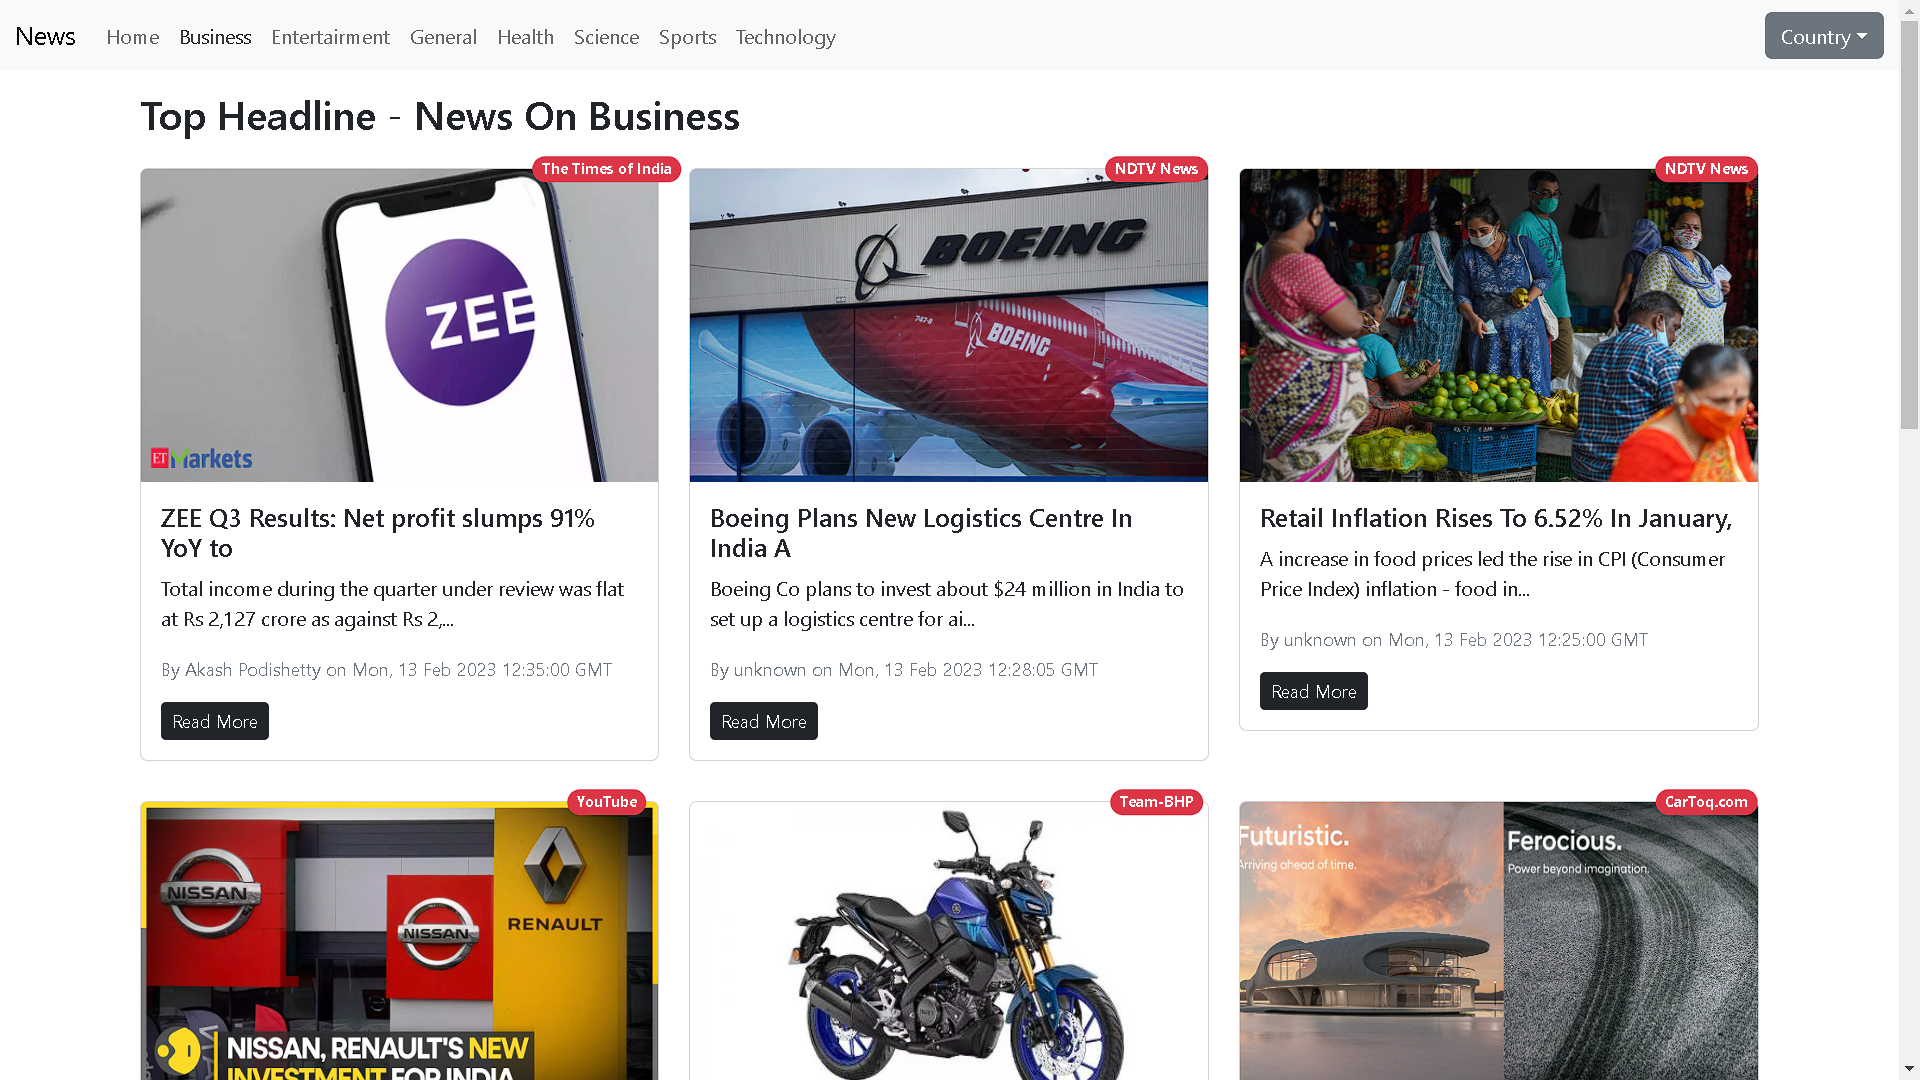 News Home Business Entertairment General Health Science Sports Technology Country
Top Headline - News On Business
The Times of India
ZEE
ET Markets
ZEE Q3 Results: Net profit slumps 91%
YoY to
Total income during the quarter under review was flat
at Rs 2,127 crore as against Rs 2,...
By Akash Podishetty on Mon, 13 Feb 2023 12:35:00 GMT
Read More
NDTV News
BOEING
747-8
BOEING
Boeing Plans New Logistics Centre In
India A
Boeing Co plans to invest about $24 million in India to
set up a logistics centre for ai...
By unknown on Mon, 13 Feb 2023 12:28:05 GMT
Read More
NDTV News
Retail Inflation Rises To 6.52% In January,
A increase in food prices led the rise in CPI (Consumer
Price Index) inflation - food in...
By unknown on Mon, 13 Feb 2023 12:25:00 GMT
Read More
YouTube
NISSAN
NISSAN
RENAULT
NISSAN, RENAULT'S NEW
INVESTMENT FOR INDIA
Team-BHP
CarToq.com
Futuristic.
Arriving ahead of time.
Ferocious.
Power beyond imagination.